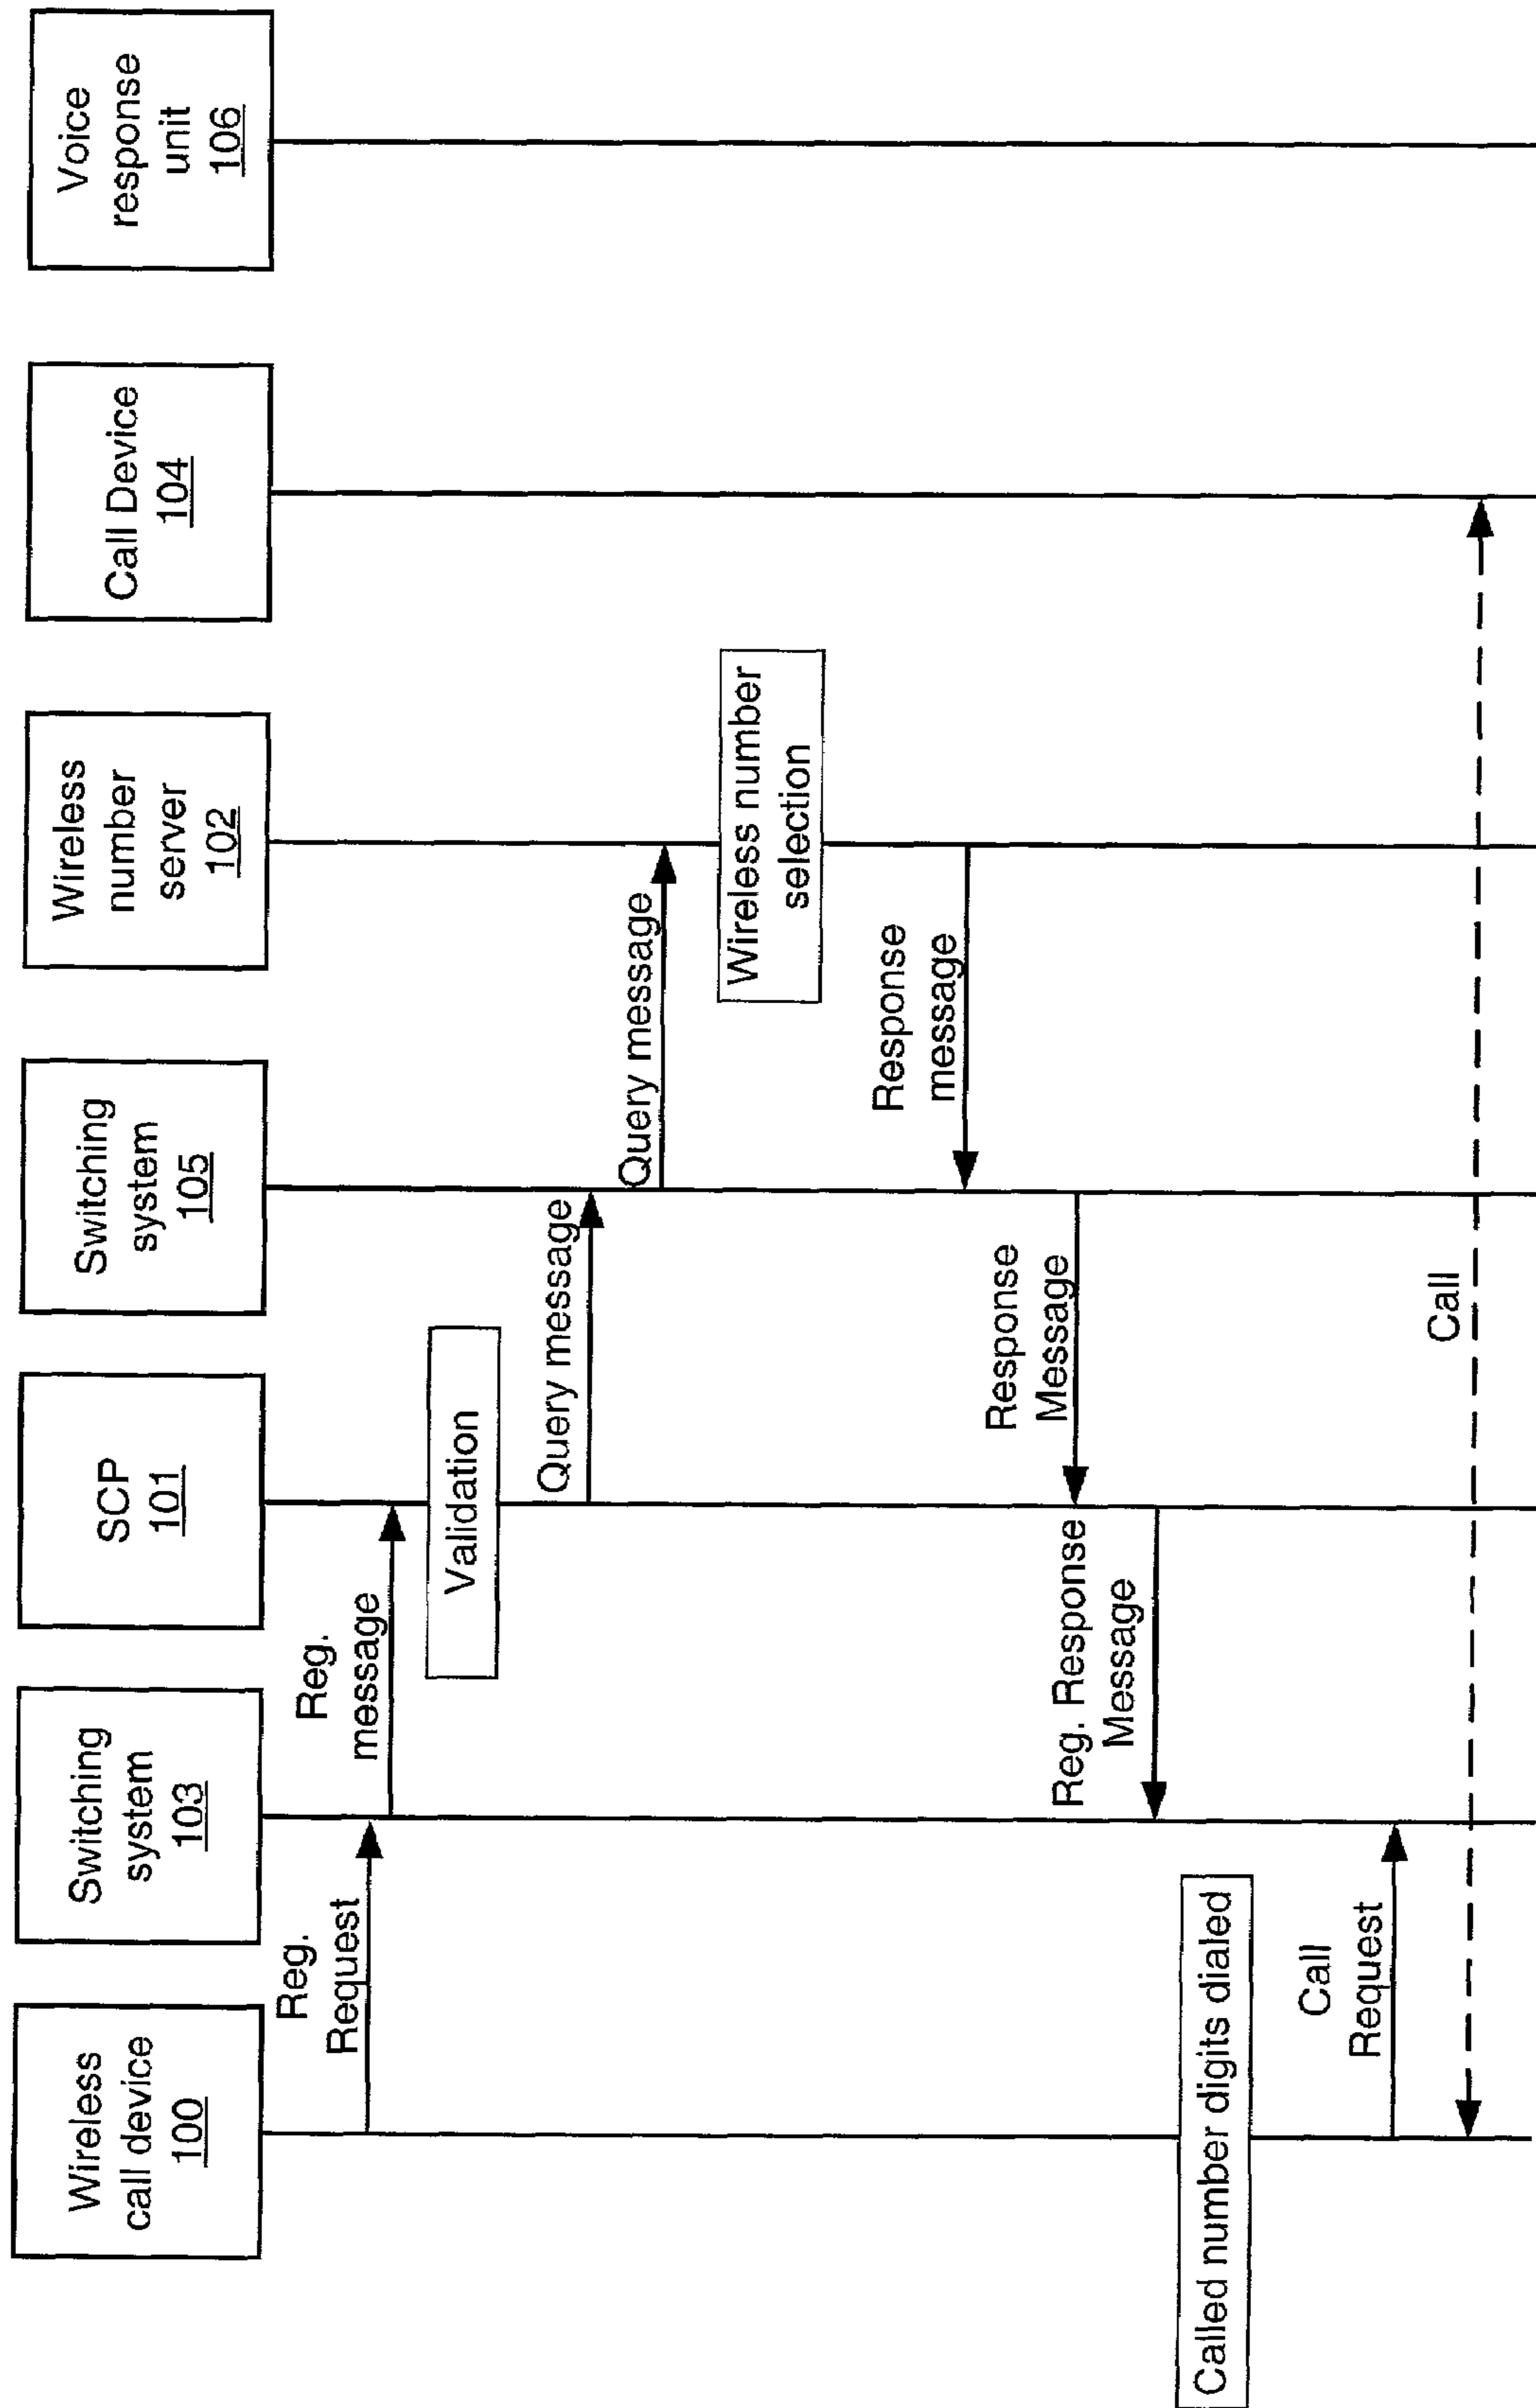 Wireless
call device
100
Switching
system
103
SCP
101
Switching
system
105
Wireless
number
server
102
Call Device
104
Voice
response
unit
106
Reg.
Request
Reg.
message
Validation
Query message
Query message
Wireless number
selection
Response
message
Response
Message
Reg. Response
Message
Called number digits dialed
Call
Request
Call